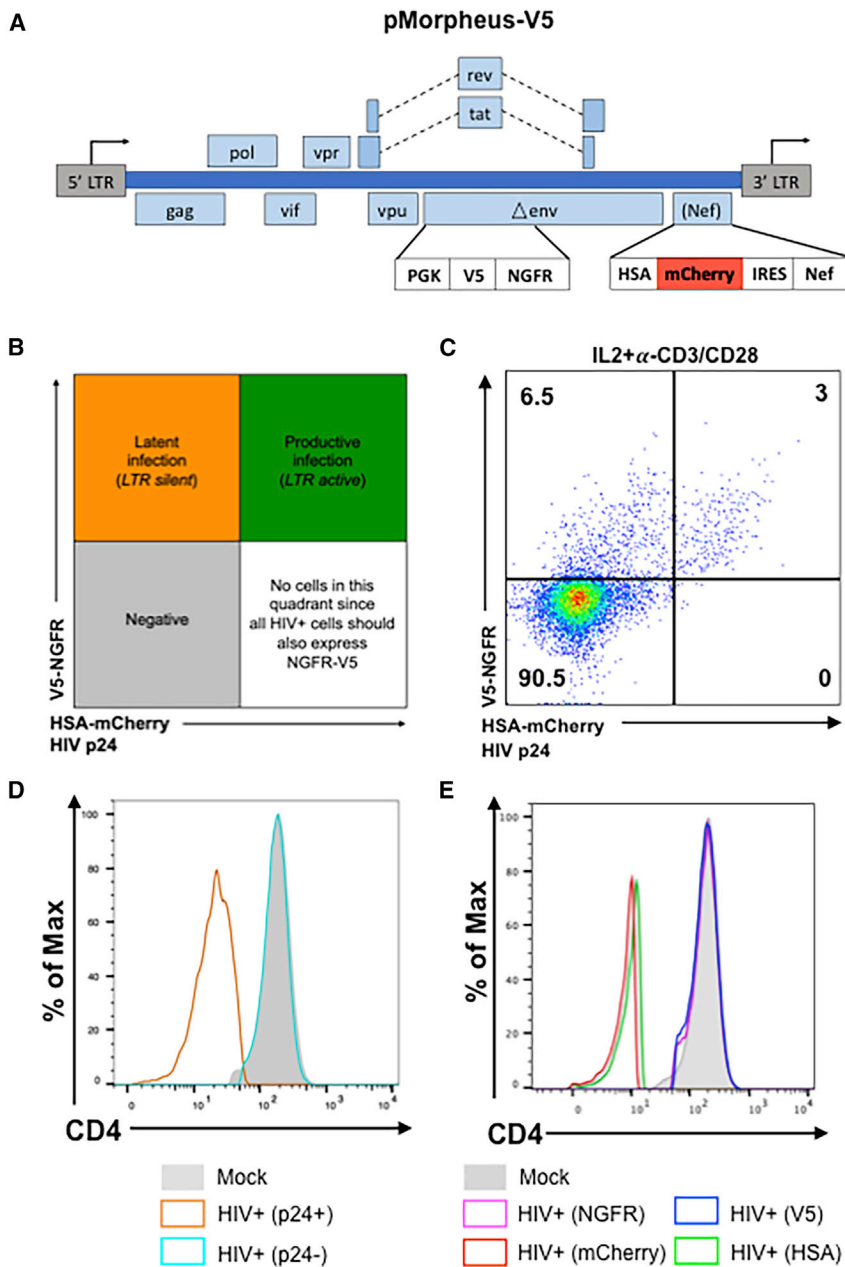 A
pMorpheus-V5
rev
tat
pol
vpr
5' LTR
3' LTR
gag
vif
vpu
△env
(Nef)
PGK V5 NGFR
HSA mCherry IRES Nef
B
V5-NGFR
Latent
infection
(LTR silent)
Productive
infection
(LTR active)
Negative
No cells in this
quadrant since
all HIV+ cells should
also express
NGFR-V5
HSA-mCherry
HIV p24
C
IL2+α-CD3/CD28
V5-NGFR
6.5
3
90.5
0
HSA-mCherry
HIV p24
D
% of Max
100
80
60
40
20
0
0 10¹ 10² 10³ 10⁴
CD4
Mock
HIV+ (p24+)
HIV+ (p24-)
E
% of Max
100
80
60
40
20
0
0 10¹ 10² 10³ 10⁴
CD4
Mock
HIV+ (NGFR)
HIV+ (V5)
HIV+ (mCherry)
HIV+ (HSA)